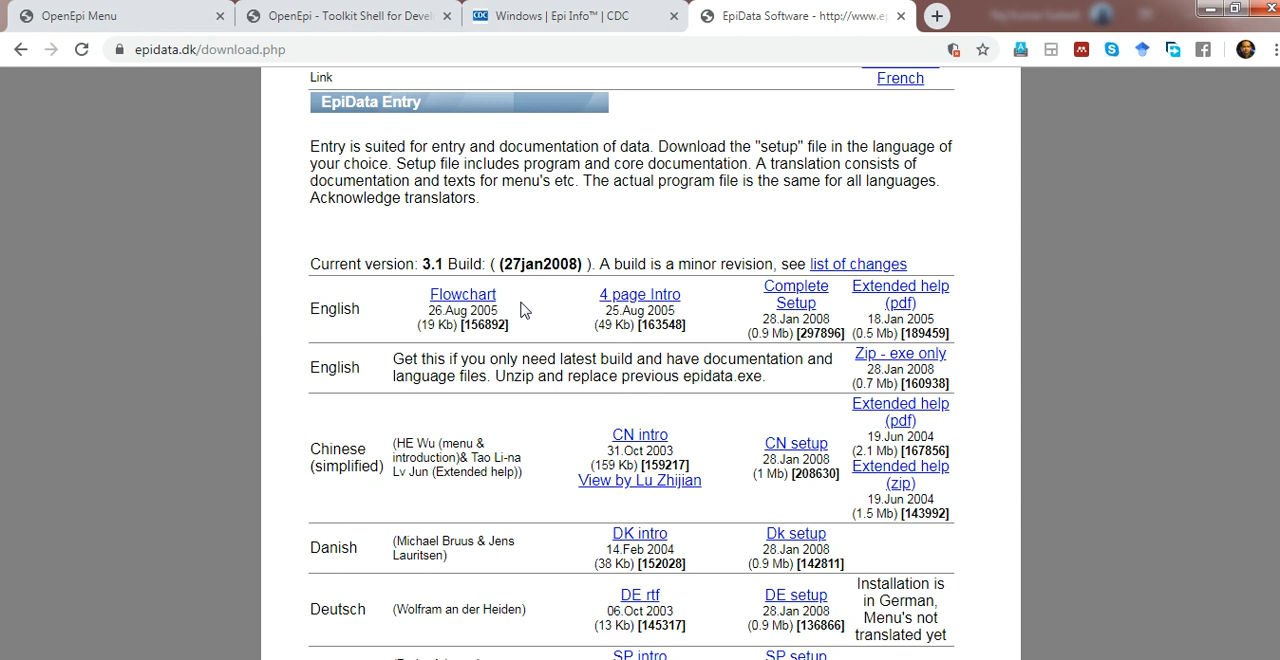 OpenEpi Menu
OpenEpi - Toolkit Shell for Devel
CDC Windows | Epi Info™ | CDC
EpiData Software - http://www.e
epidata.dk/download.php
Link
French
EpiData Entry
Entry is suited for entry and documentation of data. Download the "setup" file in the language of
your choice. Setup file includes program and core documentation. A translation consists of
documentation and texts for menu's etc. The actual program file is the same for all languages.
Acknowledge translators.
Current version: 3.1 Build: ( (27jan2008) ). A build is a minor revision, see list of changes
English
Flowchart
26.Aug 2005
(19 Kb) [156892]
4 page Intro
25.Aug 2005
(49 Kb) [163548]
Complete
Setup
28.Jan 2008
(0.9 Mb) [297896]
Extended help
(pdf)
18.Jan 2005
(0.5 Mb) [189459]
English
Get this if you only need latest build and have documentation and
language files. Unzip and replace previous epidata.exe.
Zip - exe only
28.Jan 2008
(0.7 Mb) [160938]
Chinese
(simplified)
(HE Wu (menu &
introduction)& Tao Li-na
Lv Jun (Extended help))
CN intro
31.Oct 2003
(159 Kb) [159217]
View by Lu Zhijian
CN setup
28.Jan 2008
(1 Mb) [208630]
Extended help
(pdf)
19.Jun 2004
(2.1 Mb) [167856]
Extended help
(zip)
19.Jun 2004
(1.5 Mb) [143992]
Danish
(Michael Bruus & Jens
Lauritsen)
DK intro
14.Feb 2004
(38 Kb) [152028]
Dk setup
28.Jan 2008
(0.9 Mb) [142811]
Deutsch
(Wolfram an der Heiden)
DE rtf
06.Oct 2003
(13 Kb) [145317]
DE setup
28.Jan 2008
(0.9 Mb) [136866]
Installation is
in German,
Menu's not
translated yet
SP intro
SP setup